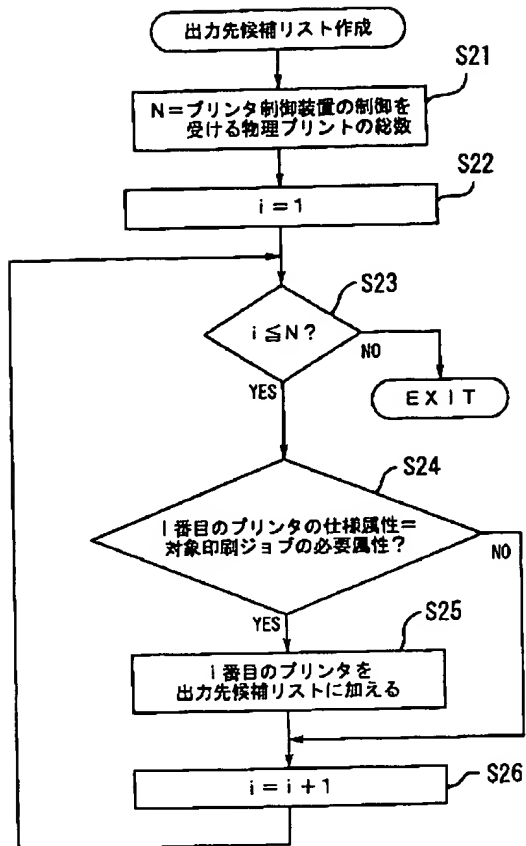 出力先候補リスト作成
S21
N=プリンタ制御装置の制御を
受ける物理プリントの総数
S22
i=1
S23
i≦N?
NO
YES
EXIT
S24
i番目のプリンタの仕様属性=
対象印刷ジョブの必要属性?
NO
YES
S25
i番目のプリンタを
出力先候補リストに加える
S26
i=i+1